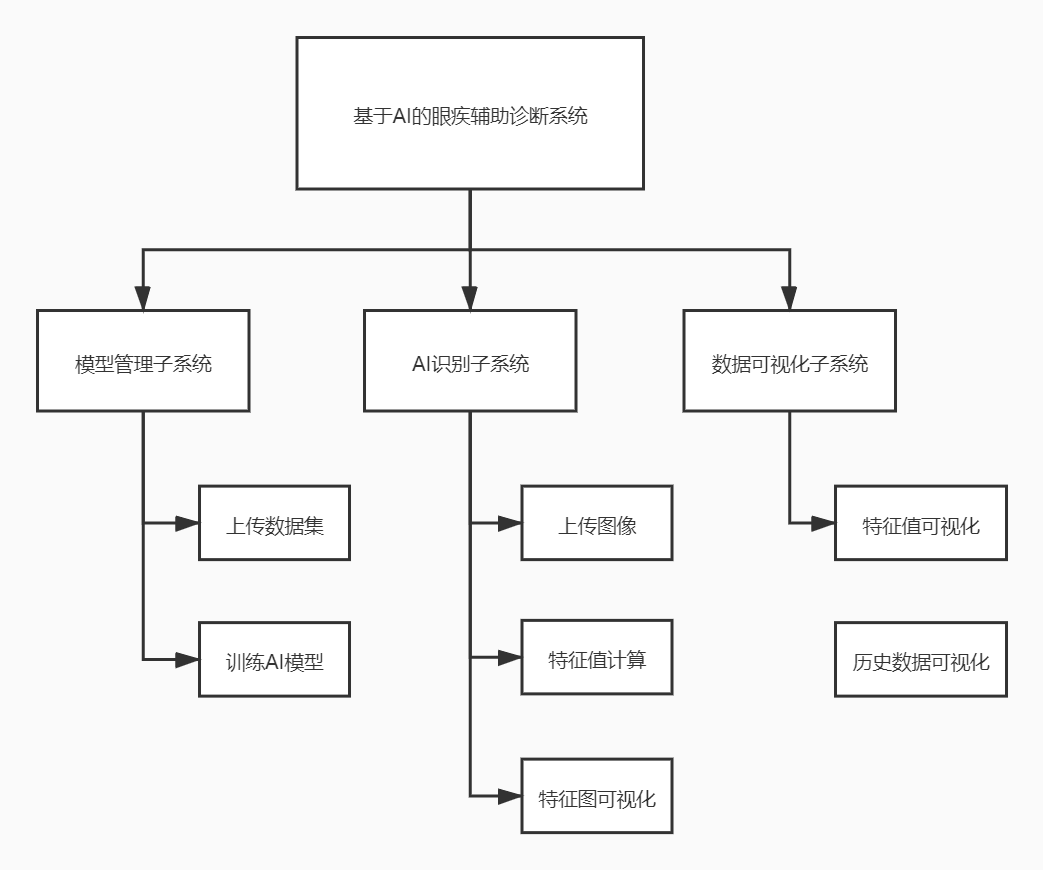 基于AI的眼疾辅助诊断系统
模型管理子系统
AI识别子系统
数据可视化子系统
上传数据集
上传图像
特征值可视化
训练AI模型
特征值计算
历史数据可视化
特征图可视化